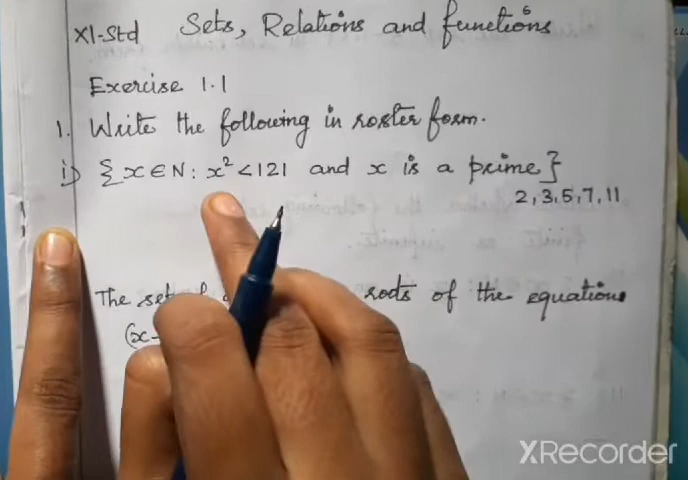 XI-Std Sets, Relations and functions
Exercise 1.1
1. Write the following in roster form.
i) {x ∈ N : x² < 121 and x is a prime}
2, 3, 5, 7, 11
The set roots of the equations
(x-
XRecorder